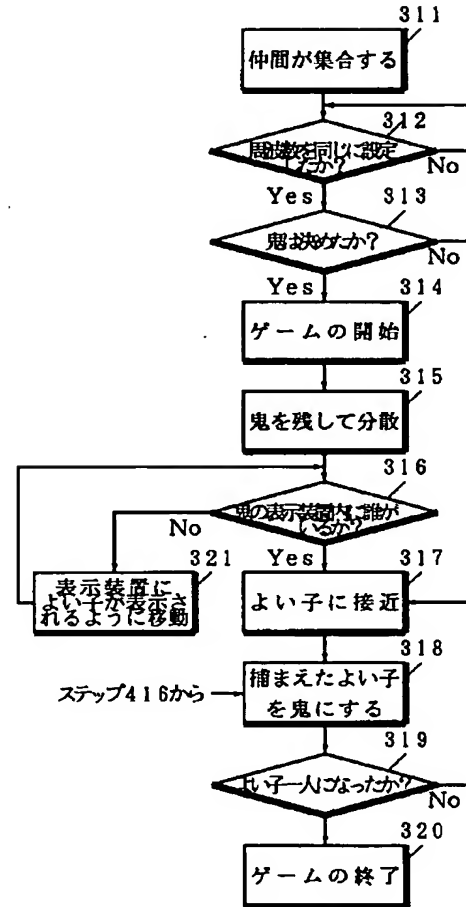 311
仲間が集合する
312
周波数を同じに設定
したか?
No
Yes
313
鬼は決めたか?
No
Yes
314
ゲームの開始
315
鬼を残して分散
316
鬼の表示装置内に誰が
いるか?
No
Yes
321
表示装置に
よい子が表示さ
れるように移動
317
よい子に接近
318
ステップ416から
捕まえたよい子
を鬼にする
319
よい子一人になったか?
No
320
ゲームの終了